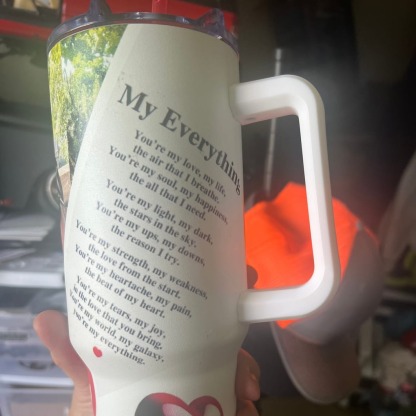 My Everything
You're my love, my life,
the air that I breathe.
You're my soul, my happiness,
the all that I need.
You're my light, my dark,
the stars in the sky.
You're my ups, my downs,
the reason I try.
You're my strength, my weakness,
the love from the start.
You're my heartache, my pain,
the beat of my heart.
You're my tears, my joy,
the love that you bring.
You're my world, my galaxy,
you're my everything.